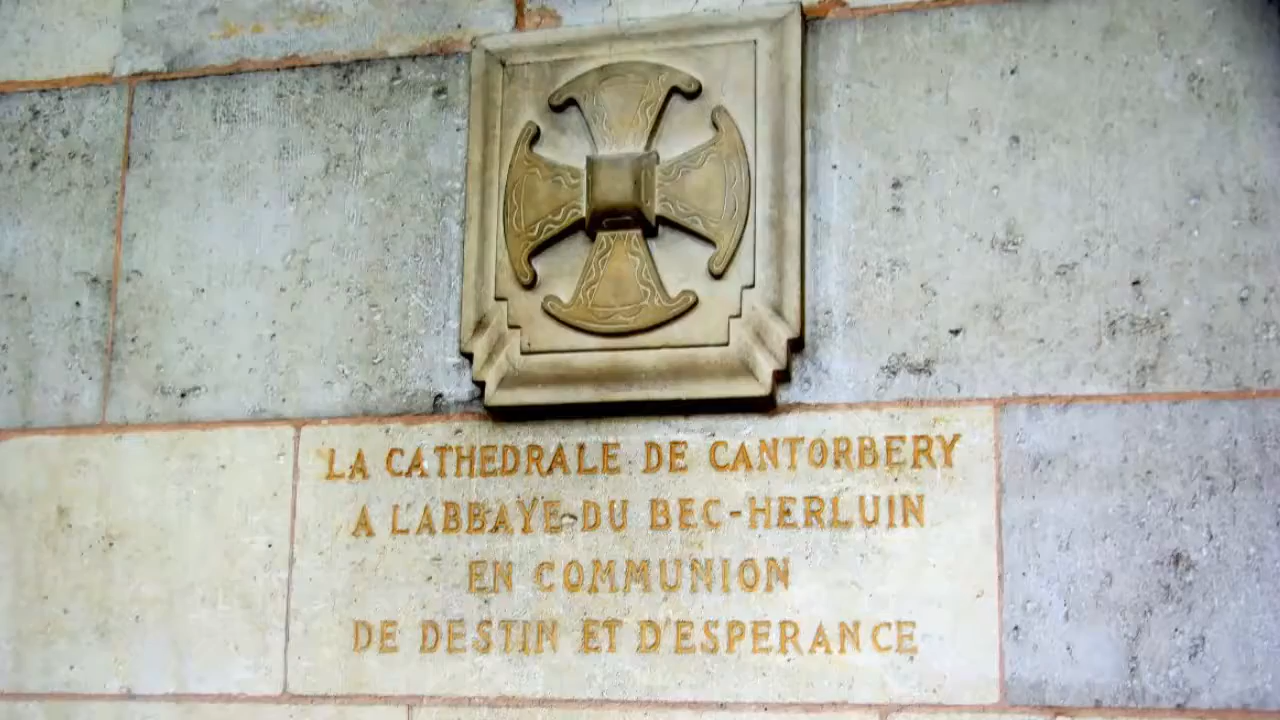 LA CATHEDRALE DE CANTORBERY
A L'ABBAYE DU BEC-HERLUIN
EN COMMUNION
DE DESTIN ET D'ESPERANCE